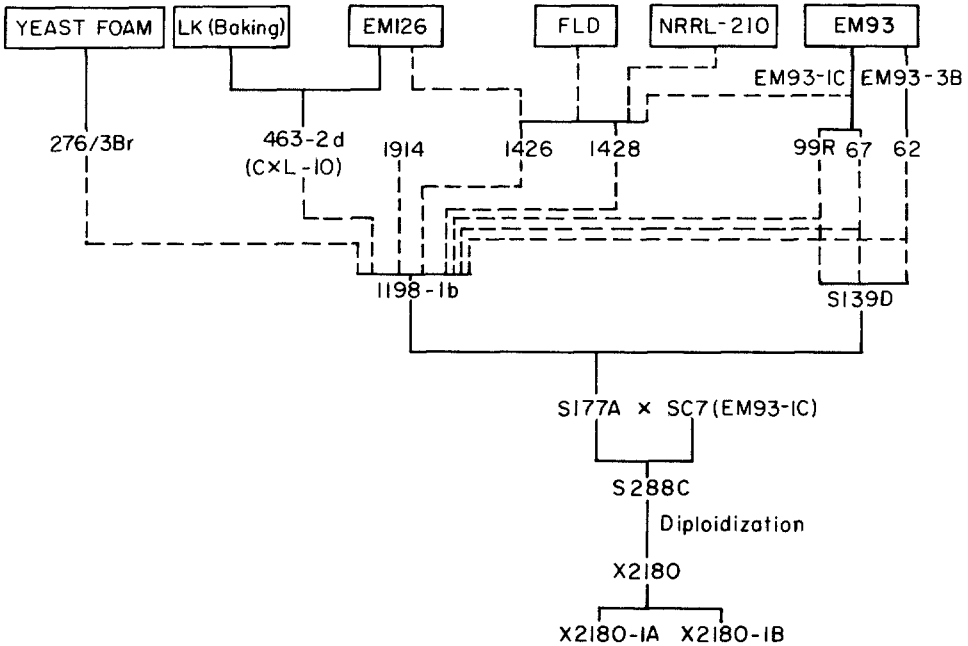 YEAST FOAM
LK (Baking)
EM126
FLD
NRRL-210
EM93
EM93-1C
EM93-3B
276/3Br
463-2d
(C×L-10)
1914
1426
1428
99R
67
62
1198-1b
S139D
S177A × SC7 (EM93-1C)
S288C
Diploidization
X2180
X2180-1A
X2180-1B